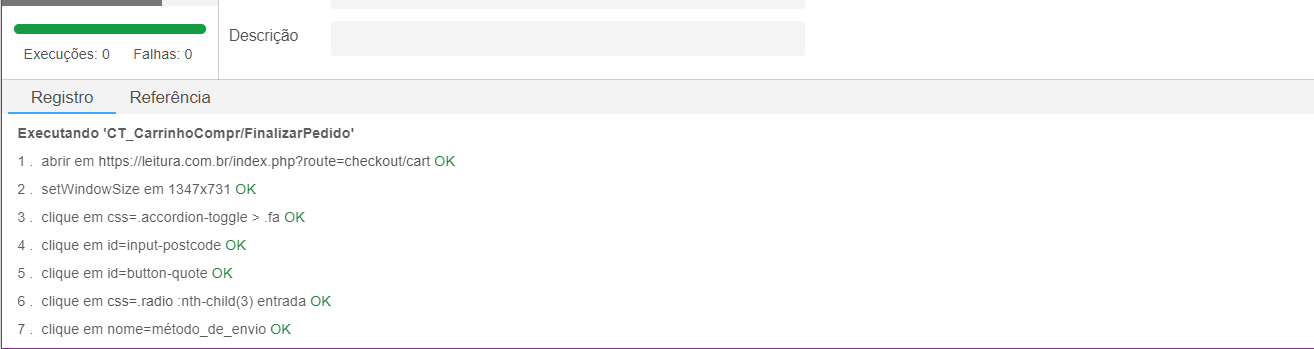 Descrição
Execuções: 0 Falhas: 0
Registro Referência
Executando 'CT_CarrinhoCompr/FinalizarPedido'
1 . abrir em https://leitura.com.br/index.php?route=checkout/cart OK
2 . setWindowSize em 1347x731 OK
3 . clique em css=.accordion-toggle > .fa OK
4 . clique em id=input-postcode OK
5 . clique em id=button-quote OK
6 . clique em css=.radio :nth-child(3) entrada OK
7 . clique em nome=método_de_envio OK